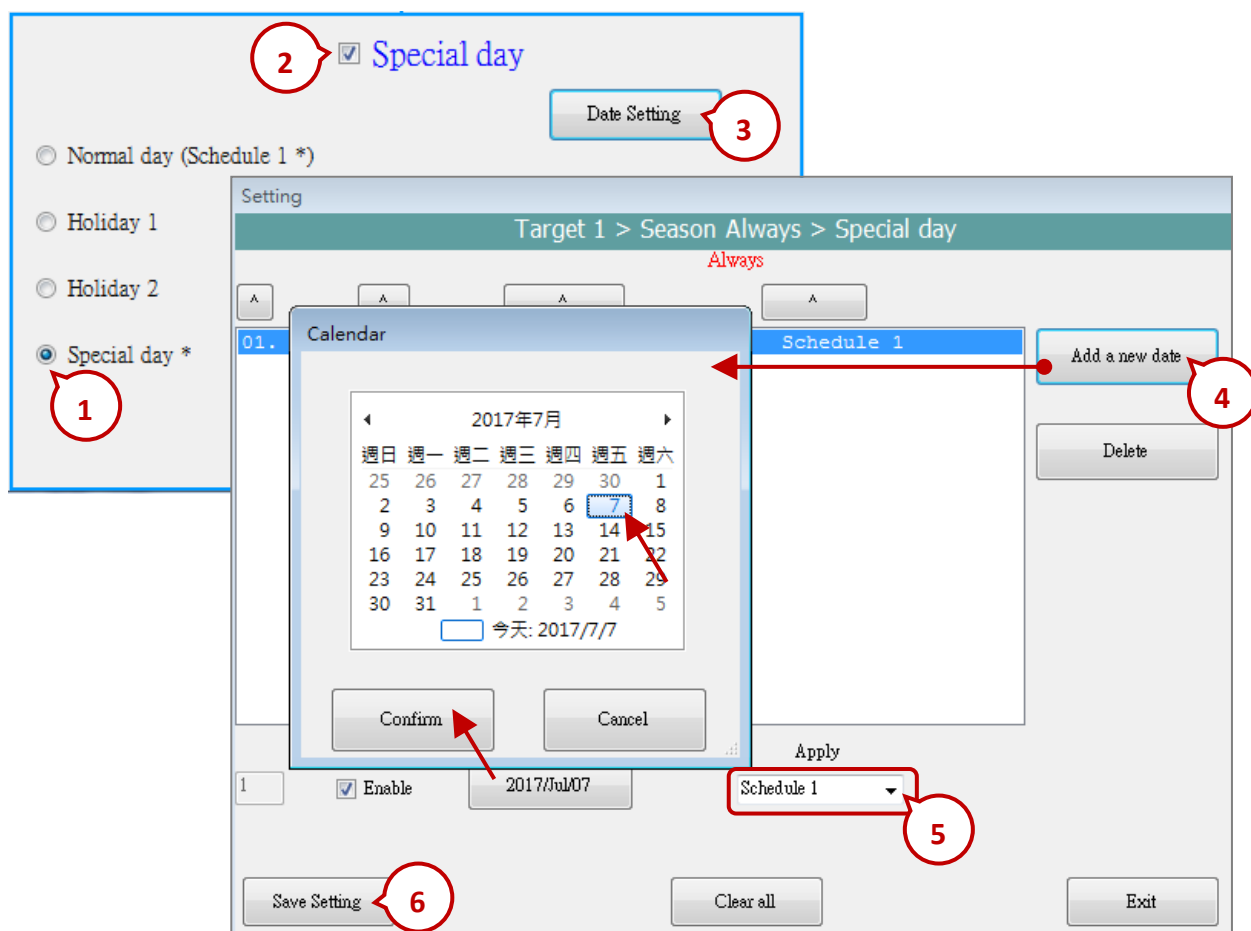 2
Special day
Date Setting
3
Normal day (Schedule 1 *)
Holiday 1
Holiday 2
Special day *
1
Setting
Target 1 > Season Always > Special day
Always
^ ^ ^ ^
01. Schedule 1
Add a new date
4
Delete
Calendar
2017年7月
週日 週一 週二 週三 週四 週五 週六
25 26 27 28 29 30 1
2 3 4 5 6 7 8
9 10 11 12 13 14 15
16 17 18 19 20 21 22
23 24 25 26 27 28 29
30 31 1 2 3 4 5
今天: 2017/7/7
Confirm Cancel
Apply
1 Enable 2017/Jul/07 Schedule 1
5
Save Setting 6 Clear all Exit